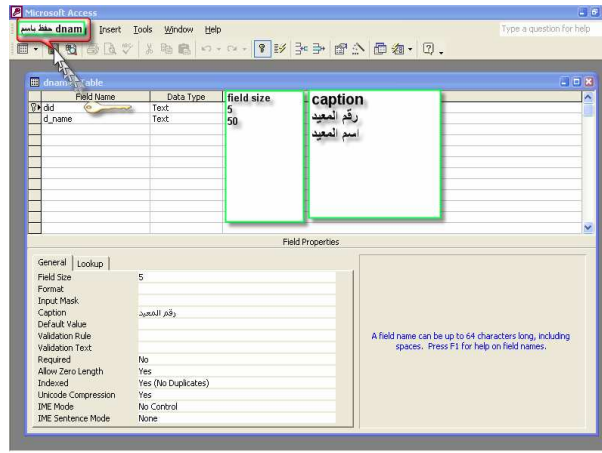 Microsoft Access
حفظ باسم dnam Insert Tools Window Help Type a question for help
dnam Table
Field Name Data Type field size caption
did Text 5 رقم المعيد
d_name Text 50 اسم المعيد
Field Properties
General Lookup
Field Size 5
Format
Input Mask
Caption رقم المعيد
Default Value
Validation Rule
Validation Text
Required No
Allow Zero Length Yes
Indexed Yes (No Duplicates)
Unicode Compression Yes
IME Mode No Control
IME Sentence Mode None
A field name can be up to 64 characters long, including
spaces. Press F1 for help on field names.